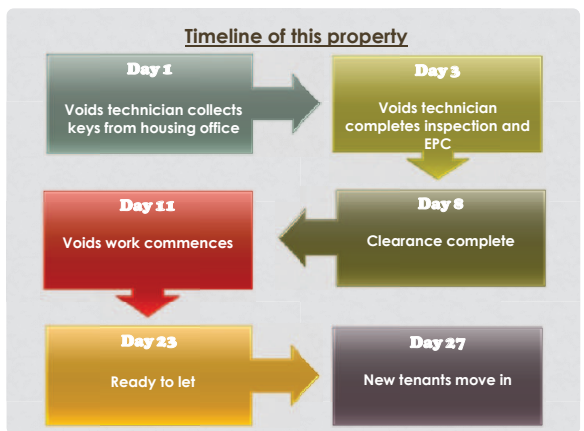 Timeline of this property
Day 1
Voids technician collects
keys from housing office
Day 3
Voids technician
completes inspection and
EPC
Day 8
Clearance complete
Day 11
Voids work commences
Day 23
Ready to let
Day 27
New tenants move in